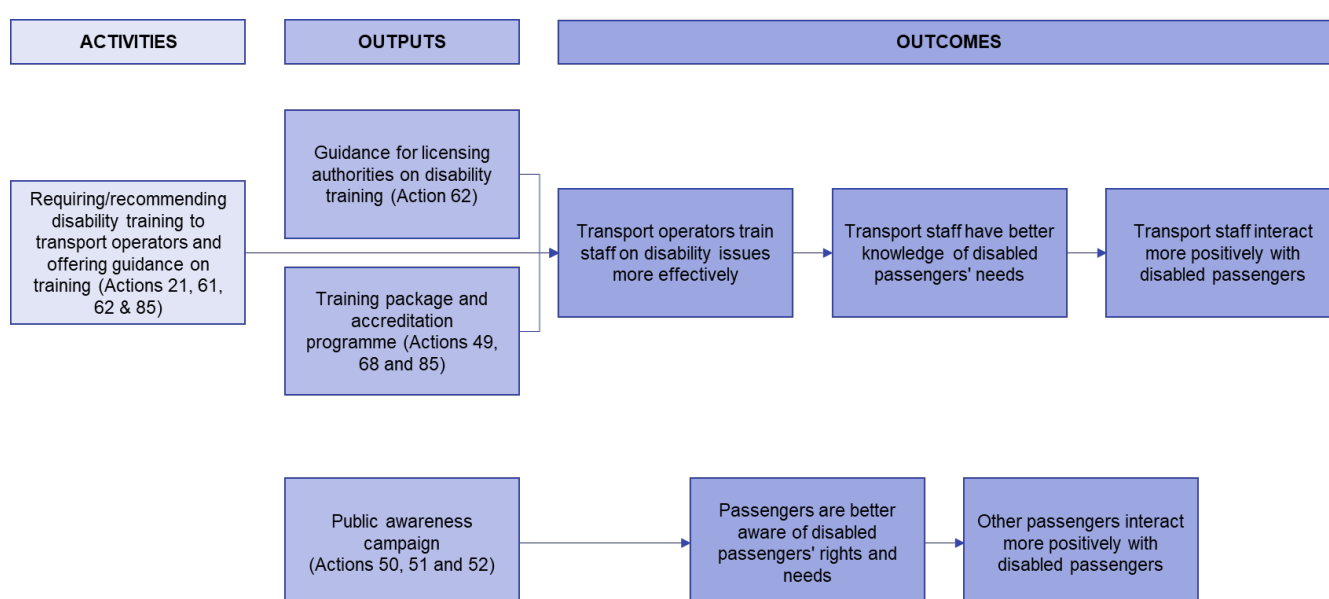 ACTIVITIES
OUTPUTS
OUTCOMES
Guidance for licensing
authorities on disability
training (Action 62)
Requiring/recommending
disability training to
transport operators and
offering guidance on
training (Actions 21, 61,
62 & 85)
Transport operators train
staff on disability issues
more effectively
Transport staff have better
knowledge of disabled
passengers' needs
Transport staff interact
more positively with
disabled passengers
Training package and
accreditation
programme (Actions 49,
68 and 85)
Public awareness
campaign
(Actions 50, 51 and 52)
Passengers are better
aware of disabled
passengers' rights and
needs
Other passengers interact
more positively with
disabled passengers